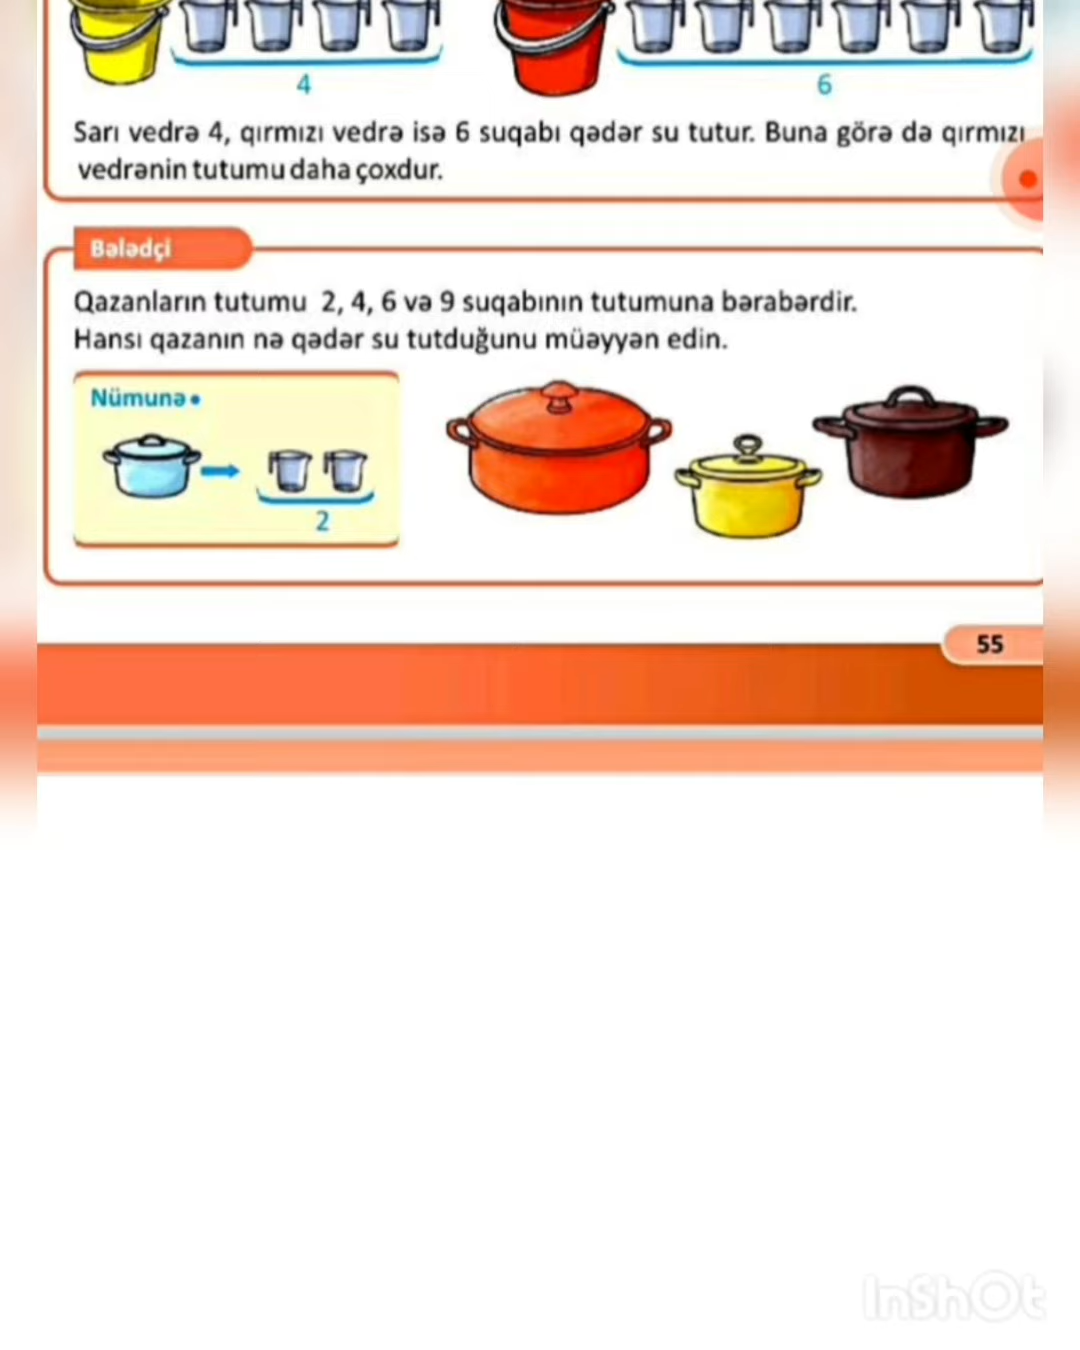 4
6
Sarı vedrə 4, qırmızı vedrə isə 6 suqabı qədər su tutur. Buna görə də qırmızı
vedrənin tutumu daha çoxdur.
Bələdçi
Qazanların tutumu 2, 4, 6 və 9 suqabının tutumuna bərabərdir.
Hansı qazanın nə qədər su tutduğunu müəyyən edin.
Nümunə
2
55
InShOt